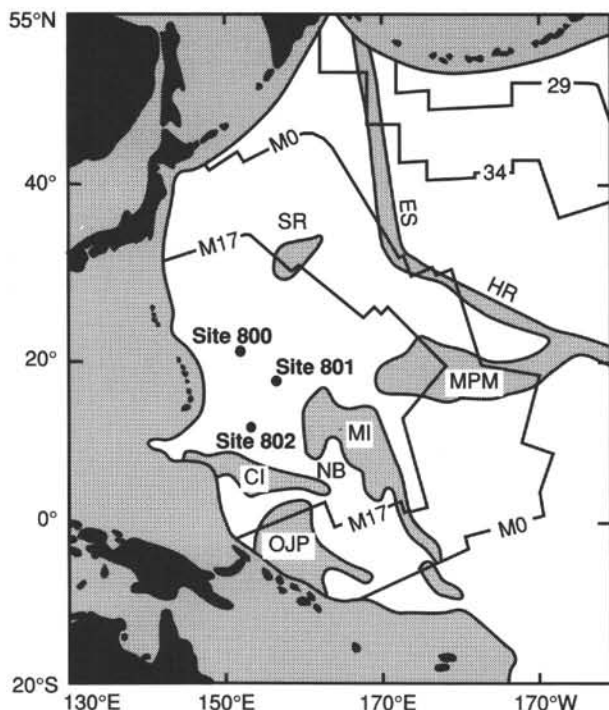 55°N
29
M0
40°
34
SR
ES
M17
HR
Site 800
20°
Site 801
MPM
Site 802
MI
CI
NB
M17
M0
0°
OJP
20°S
130°E
150°
170°E
170°W